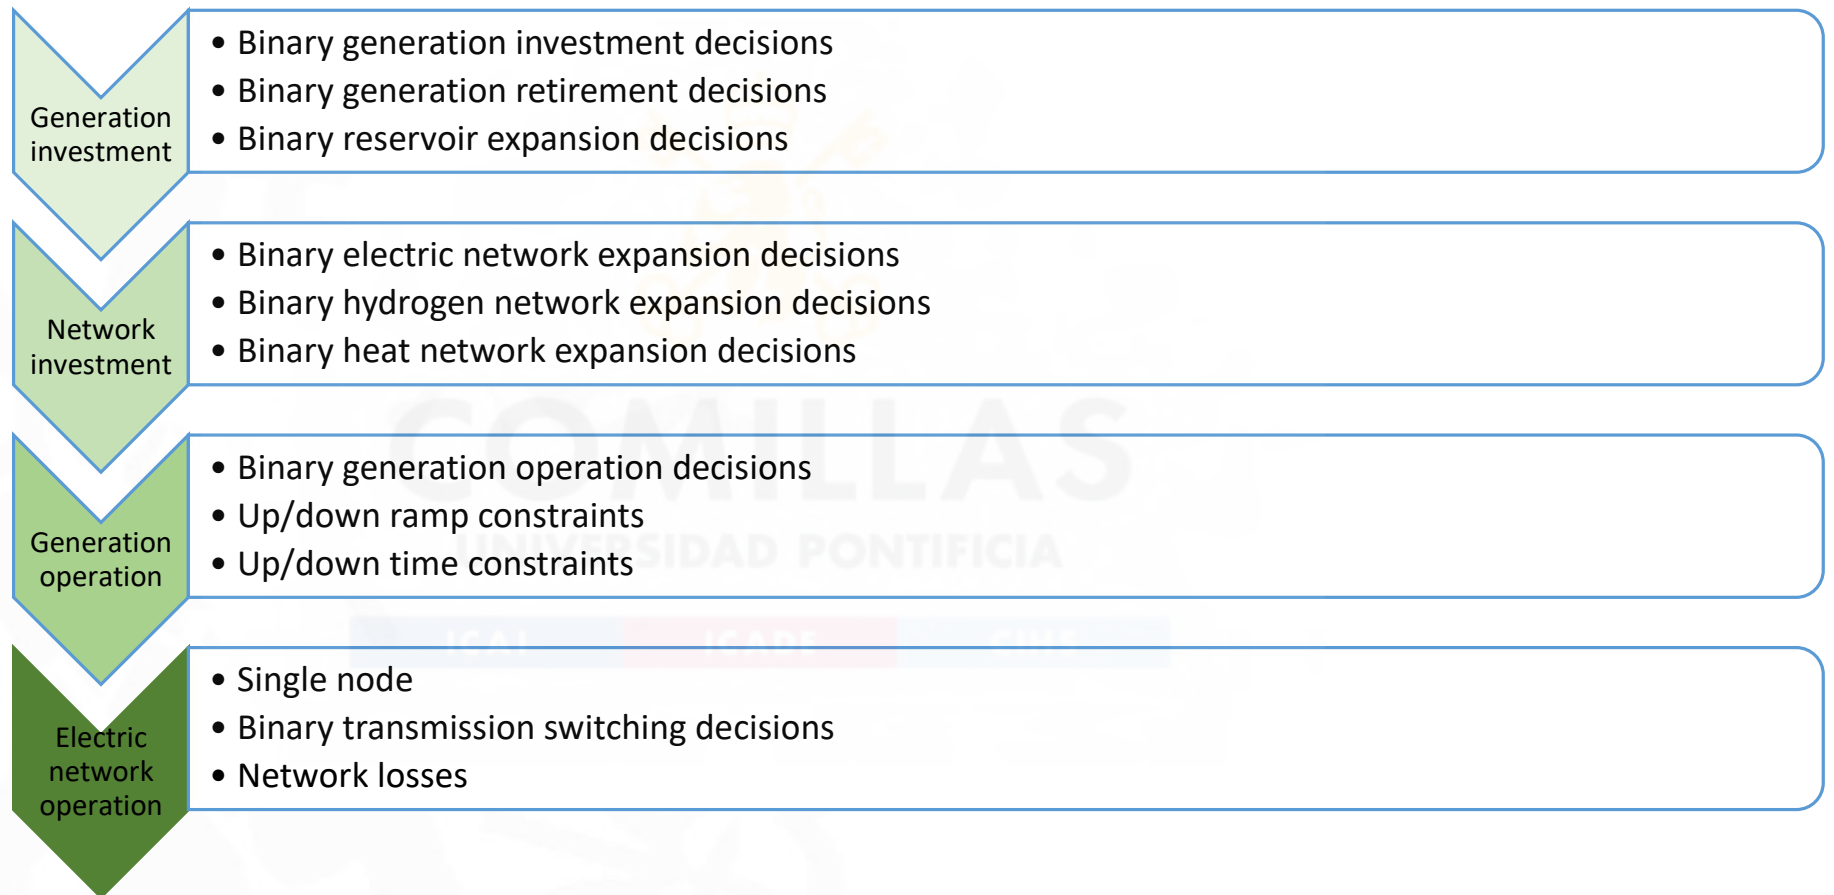 Generation
investment
• Binary generation investment decisions
• Binary generation retirement decisions
• Binary reservoir expansion decisions
Network
investment
• Binary electric network expansion decisions
• Binary hydrogen network expansion decisions
• Binary heat network expansion decisions
Generation
operation
• Binary generation operation decisions
• Up/down ramp constraints
• Up/down time constraints
Electric
network
operation
• Single node
• Binary transmission switching decisions
• Network losses
COMILLAS
UNIVERSIDAD PONTIFICIA
ICAI ICADE CIHS